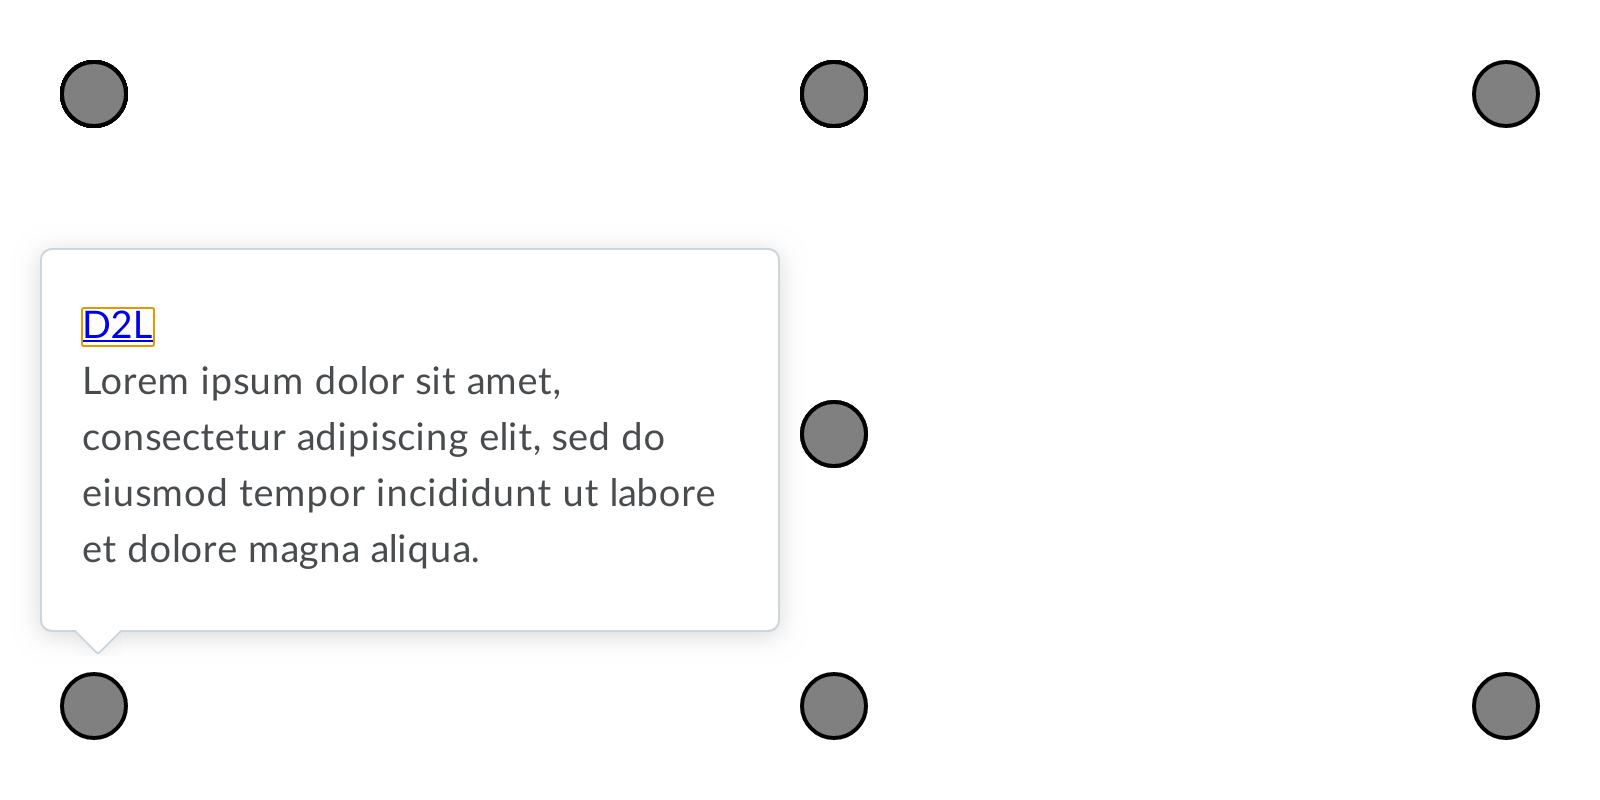 D2L
Lorem ipsum dolor sit amet,
consectetur adipiscing elit, sed do
eiusmod tempor incididunt ut labore
et dolore magna aliqua.